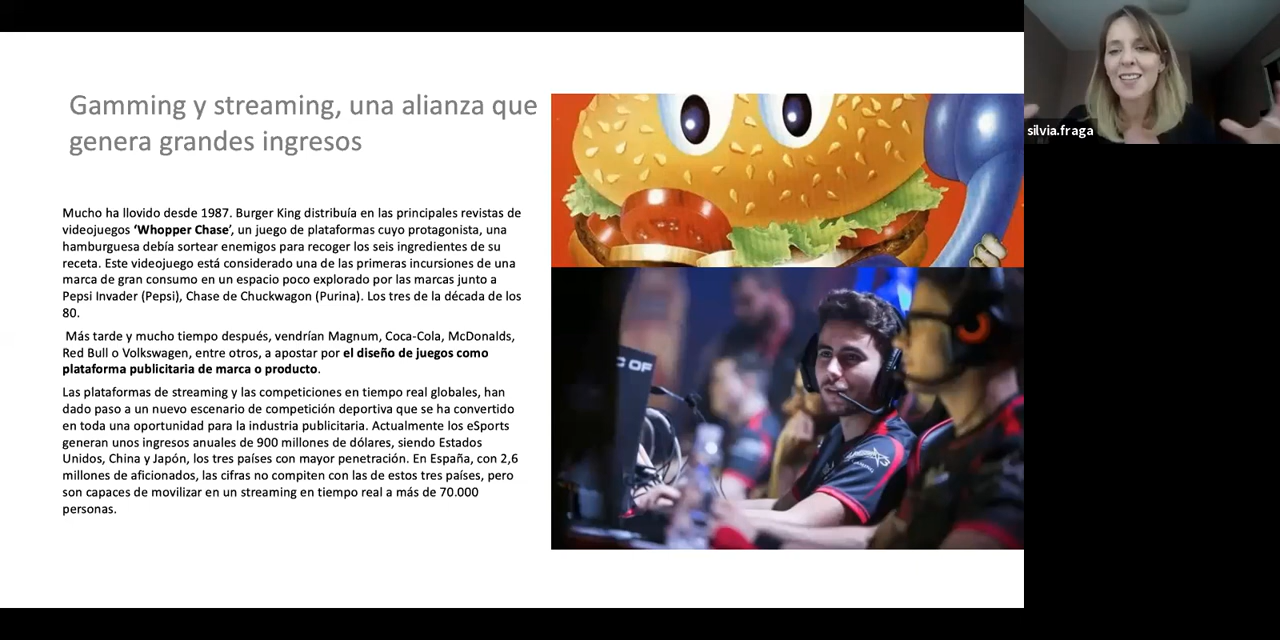 Gamming y streaming, una alianza que
genera grandes ingresos
Mucho ha llovido desde 1987. Burger King distribuía en las principales revistas de
videojuegos ‘Whopper Chase’, un juego de plataformas cuyo protagonista, una
hamburguesa debía sortear enemigos para recoger los seis ingredientes de su
receta. Este videojuego está considerado una de las primeras incursiones de una
marca de gran consumo en un espacio poco explorado por las marcas junto a
Pepsi Invader (Pepsi), Chase de Chuckwagon (Purina). Los tres de la década de los
80.
Más tarde y mucho tiempo después, vendrían Magnum, Coca-Cola, McDonalds,
Red Bull o Volkswagen, entre otros, a apostar por el diseño de juegos como
plataforma publicitaria de marca o producto.
Las plataformas de streaming y las competiciones en tiempo real globales, han
dado paso a un nuevo escenario de competición deportiva que se ha convertido
en toda una oportunidad para la industria publicitaria. Actualmente los eSports
generan unos ingresos anuales de 900 millones de dólares, siendo Estados
Unidos, China y Japón, los tres países con mayor penetración. En España, con 2,6
millones de aficionados, las cifras no compiten con las de estos tres países, pero
son capaces de movilizar en un streaming en tiempo real a más de 70.000
personas.
C OF
silvia.fraga